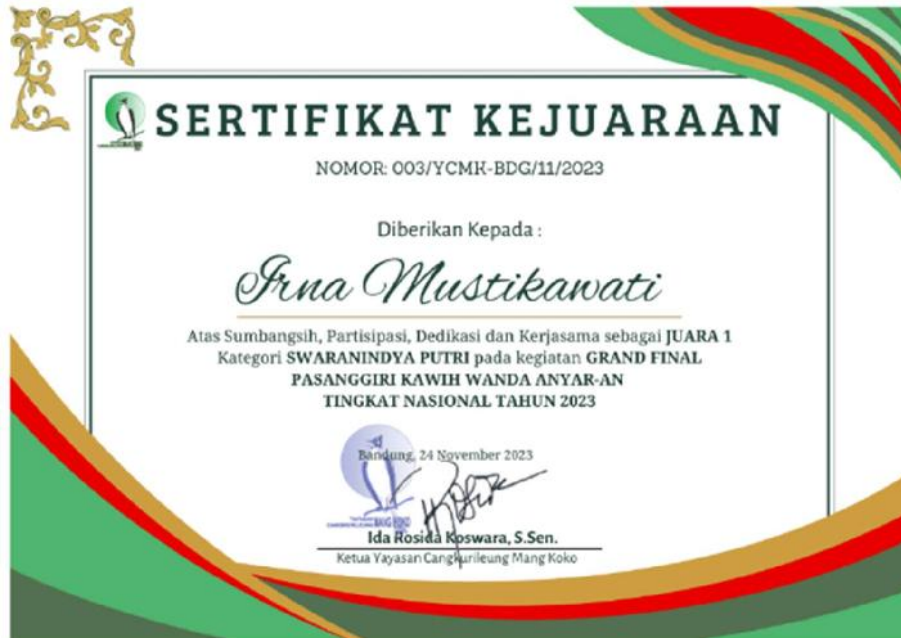 SERTIFIKAT KEJUARAAN
NOMOR: 003/YCMK-BDG/11/2023
Diberikan Kepada :
Irna Mustikawati
Atas Sumbangsih, Partisipasi, Dedikasi dan Kerjasama sebagai JUARA 1
Kategori SWARANINDYA PUTRI pada kegiatan GRAND FINAL
PASANGGIRI KAWIH WANDA ANYAR-AN
TINGKAT NASIONAL TAHUN 2023
Bandung, 24 November 2023
MANG KOKO
Ida Rosida Koswara, S.Sen.
Ketua Yayasan Cangkurileung Mang Koko